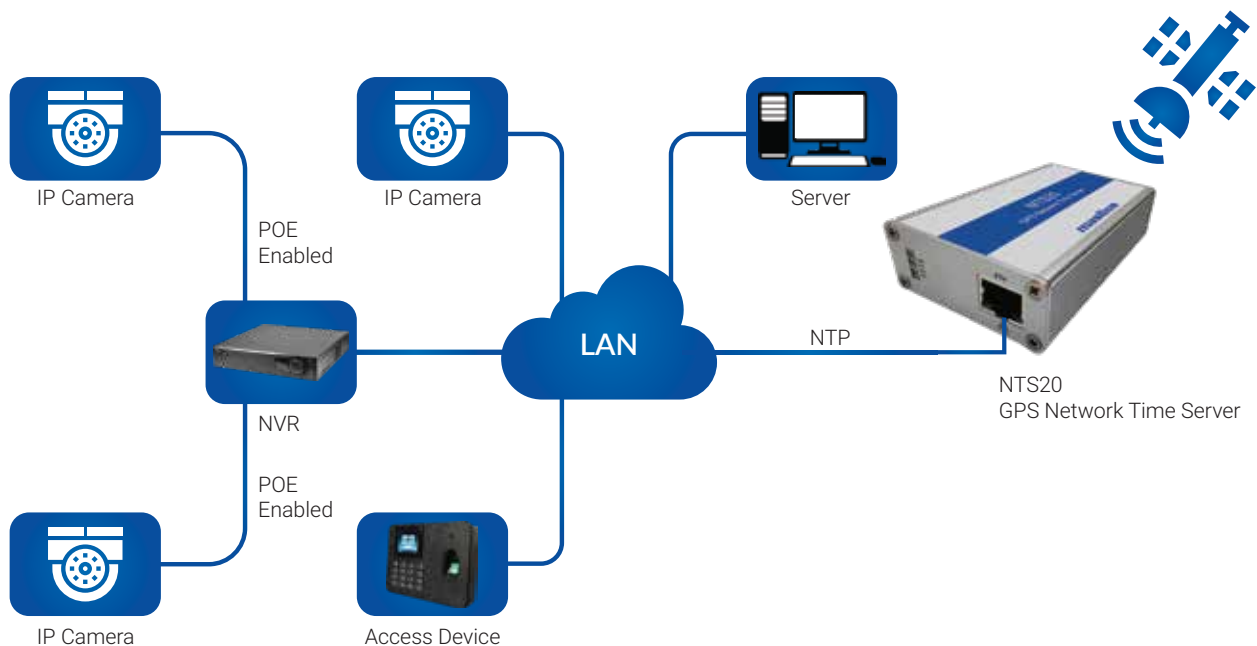 IP Camera
IP Camera
Server
POE
Enabled
NTS20
LAN
NTP
NTS20
GPS Network Time Server
NVR
POE
Enabled
IP Camera
Access Device